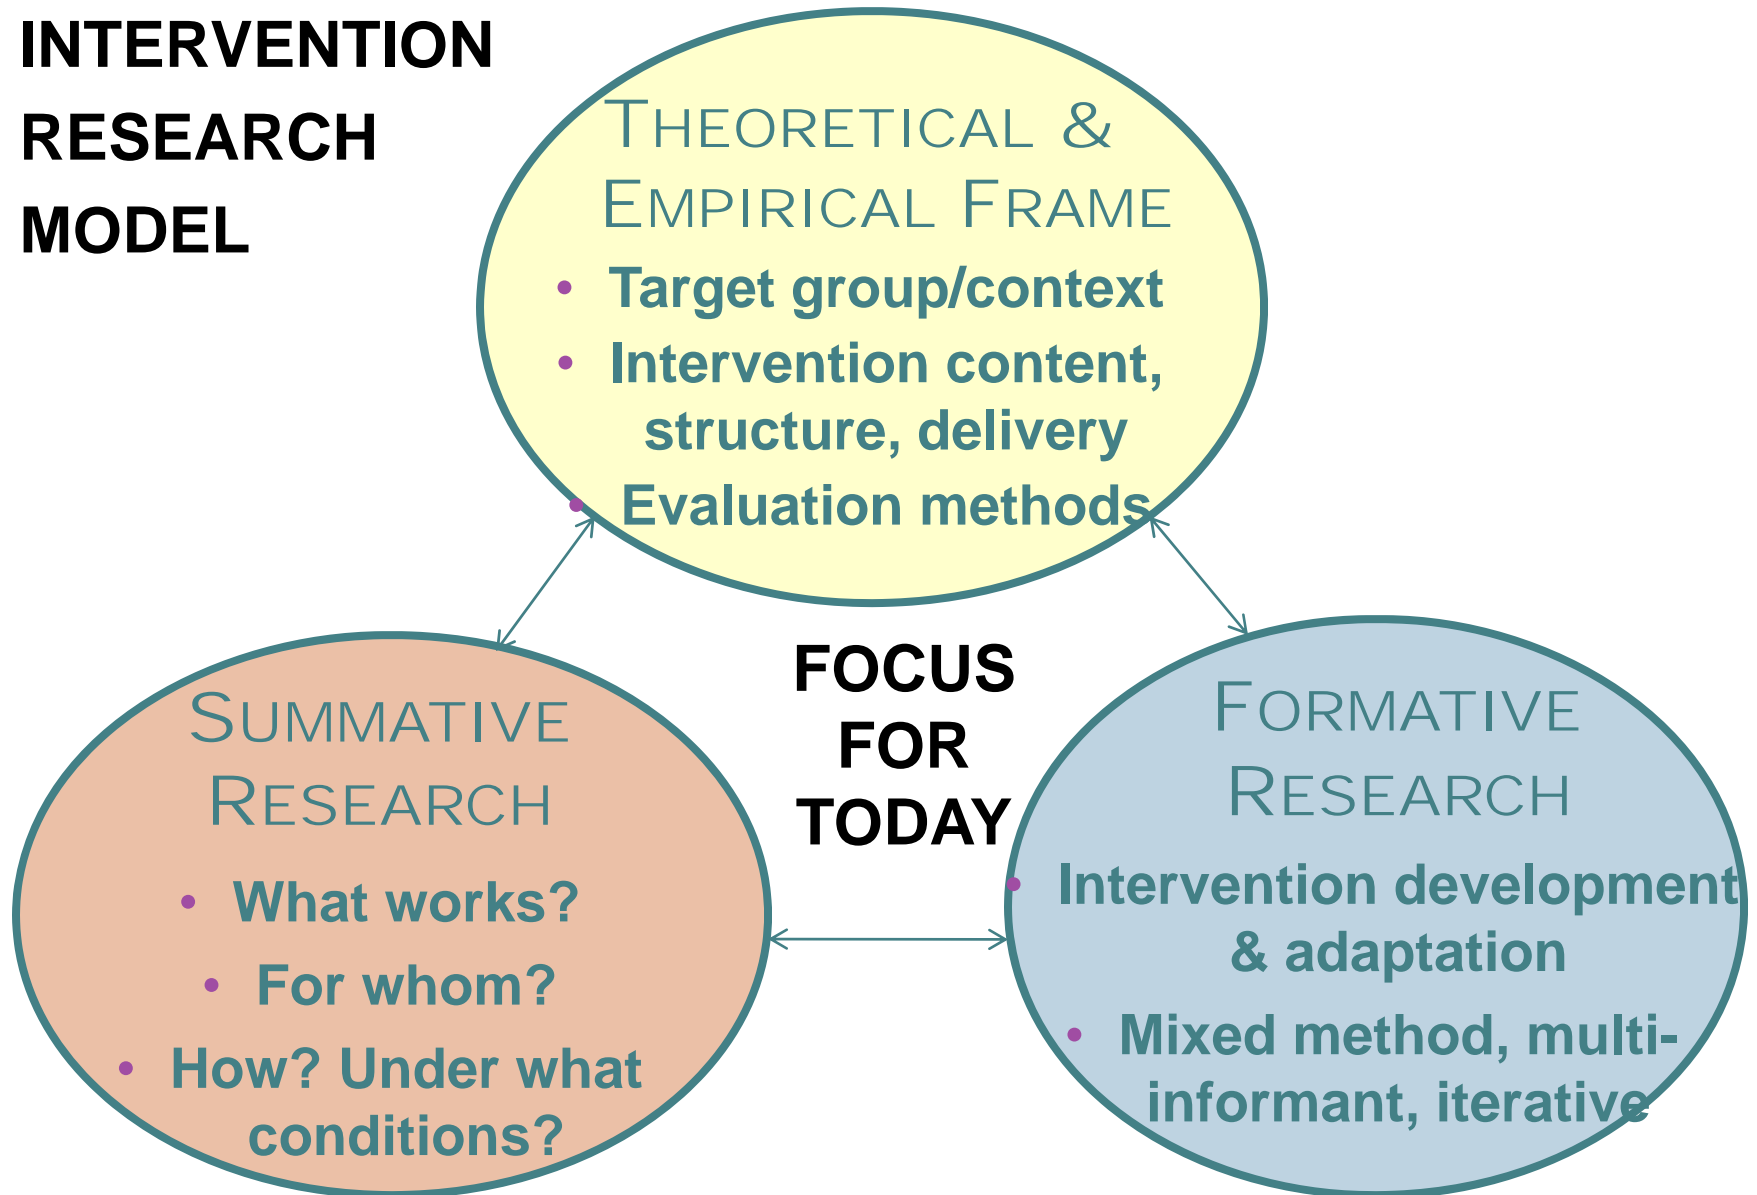 INTERVENTION
RESEARCH
MODEL
THEORETICAL &
EMPIRICAL FRAME
• Target group/context
• Intervention content,
structure, delivery
• Evaluation methods
FOCUS
FOR
TODAY
SUMMATIVE
RESEARCH
• What works?
• For whom?
• How? Under what
conditions?
FORMATIVE
RESEARCH
• Intervention development
& adaptation
• Mixed method, multi-
informant, iterative